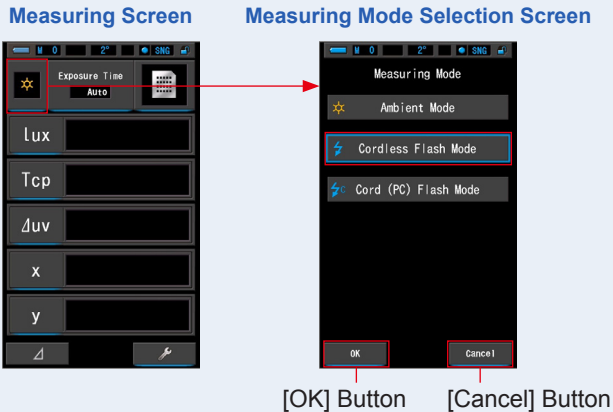 Measuring Screen
Measuring Mode Selection Screen
M 0 2° SNG
Exposure Time
Auto
lux
Tcp
⊿uv
x
y
⊿
M 0 2° SNG
Measuring Mode
Ambient Mode
Cordless Flash Mode
C Cord (PC) Flash Mode
OK Cancel
[OK] Button [Cancel] Button